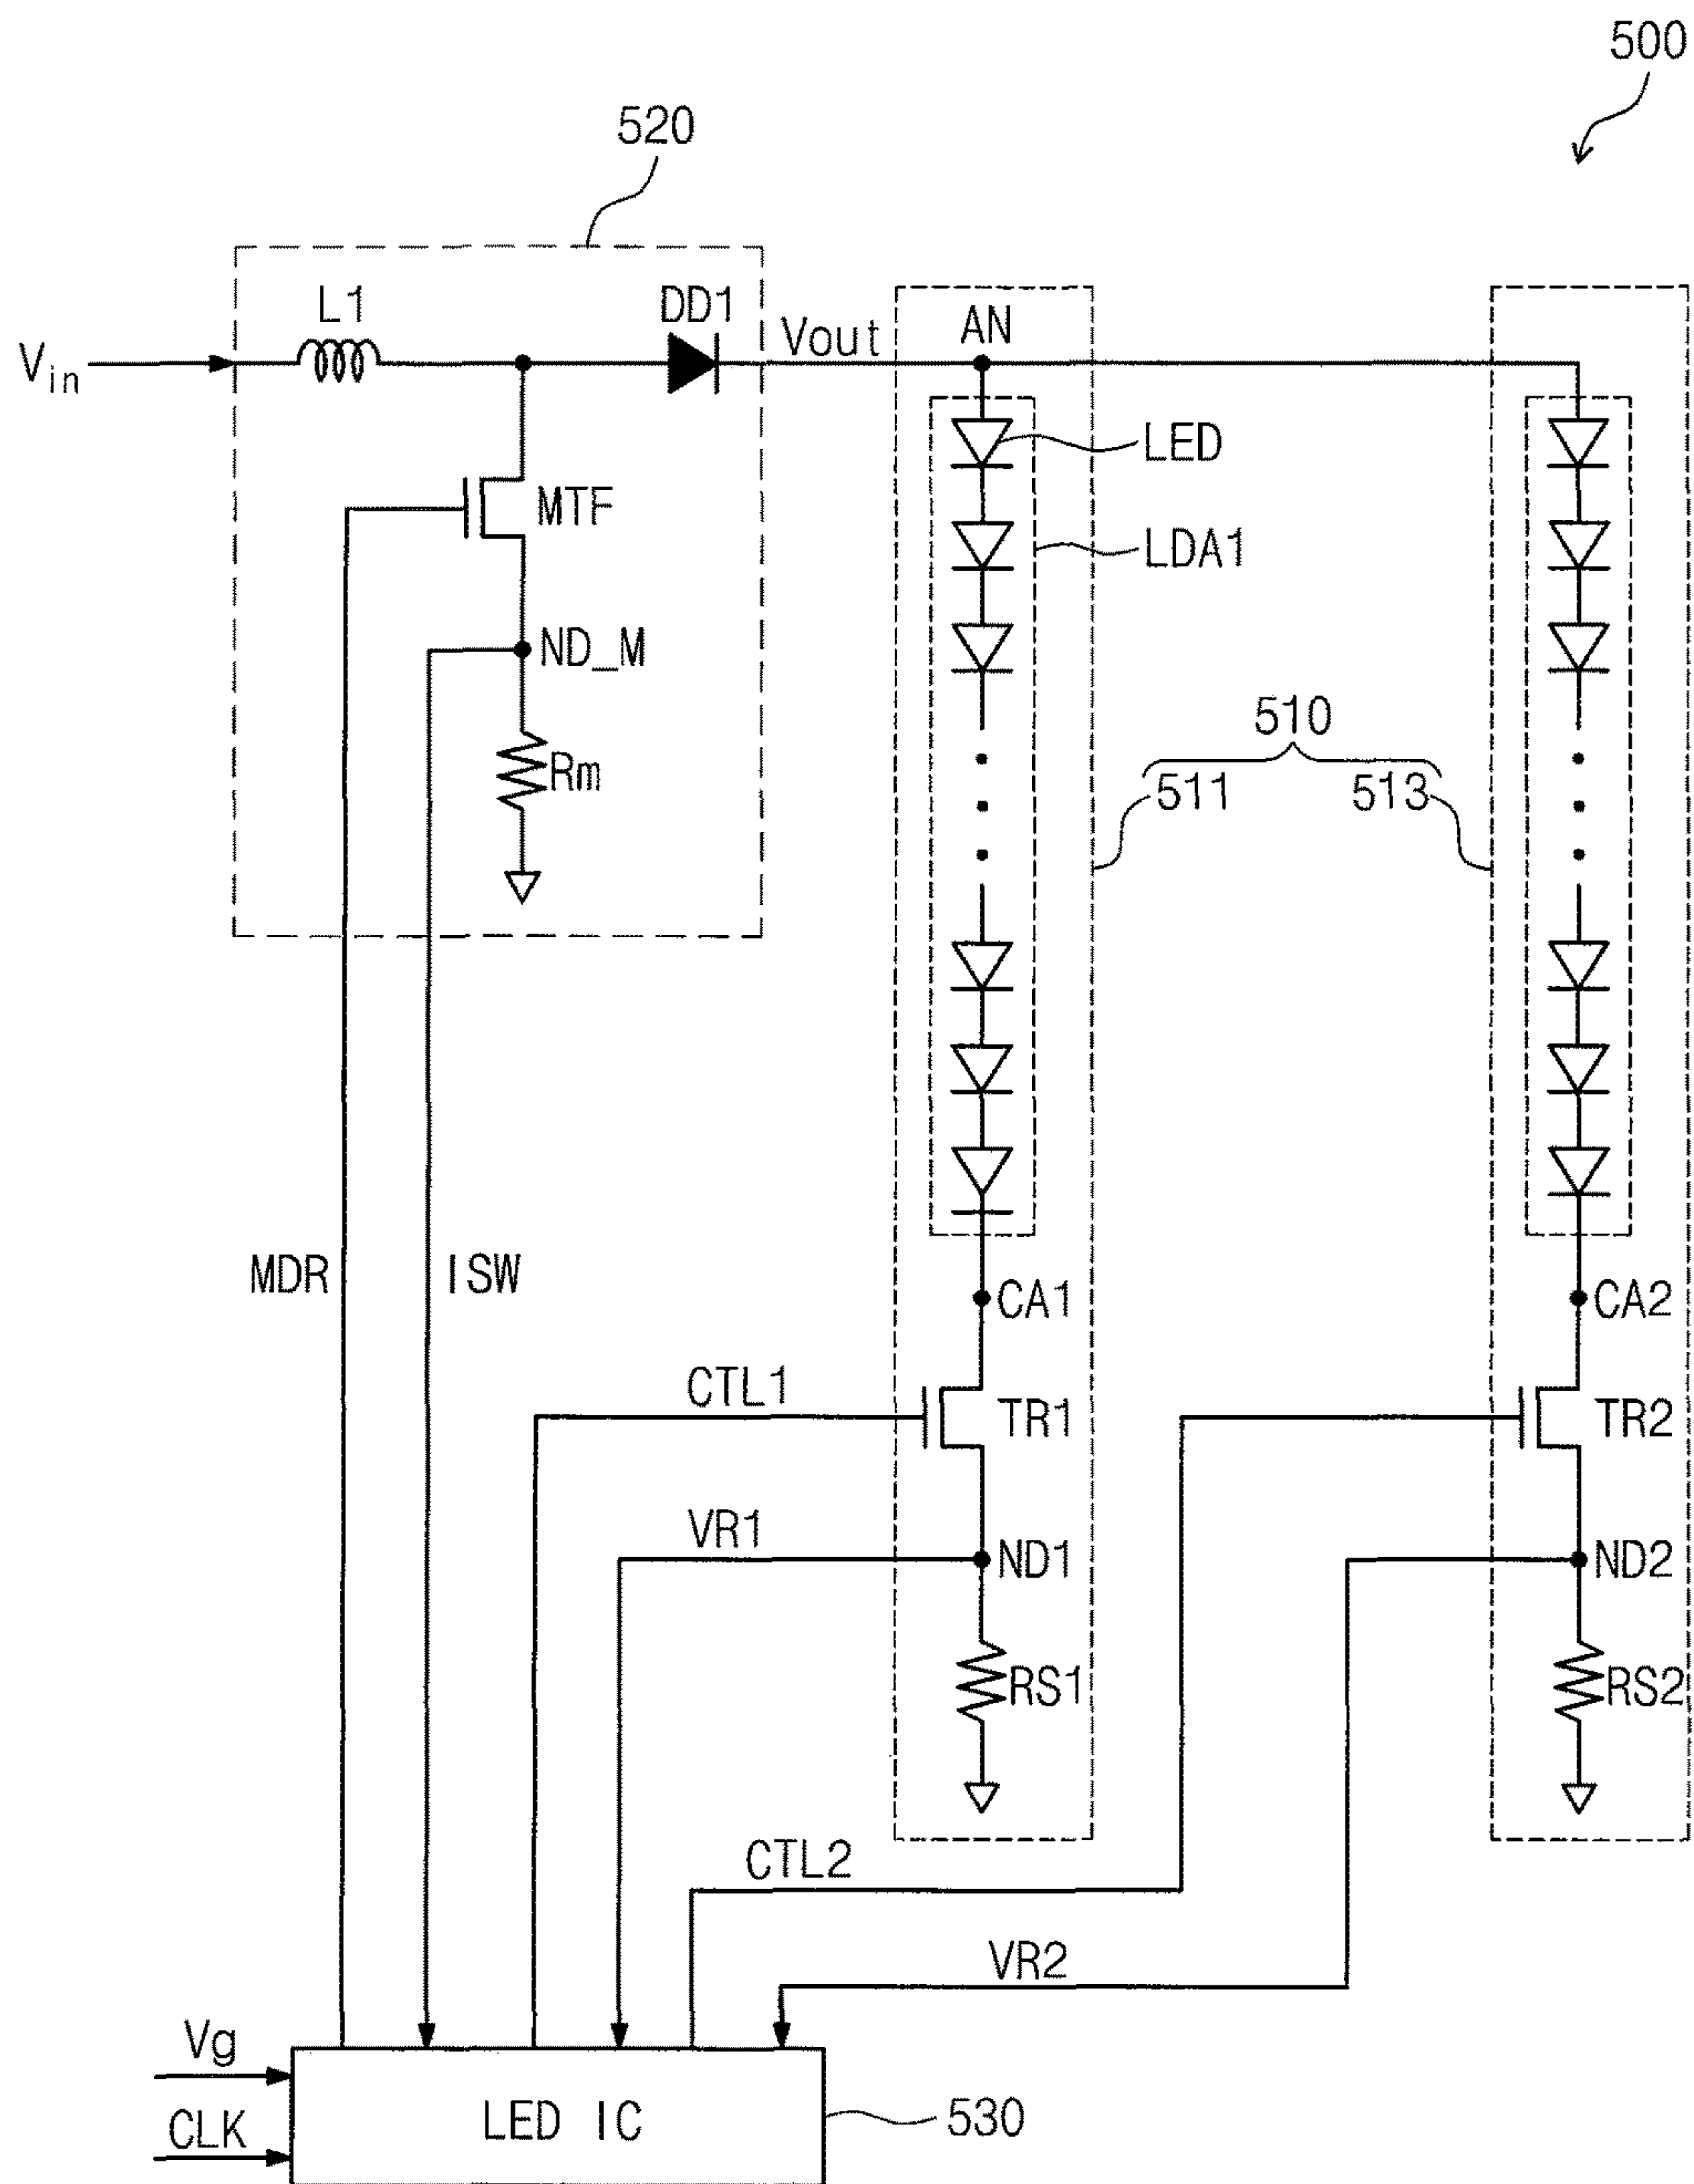 500
520
L1
DD1
Vout
AN
Vin
LED
MTF
LDA1
ND_M
510
Rm
511
513
MDR
ISW
CA1
CA2
CTL1
TR1
TR2
VR1
ND1
ND2
RS1
RS2
CTL2
VR2
Vg
CLK
LED IC
530